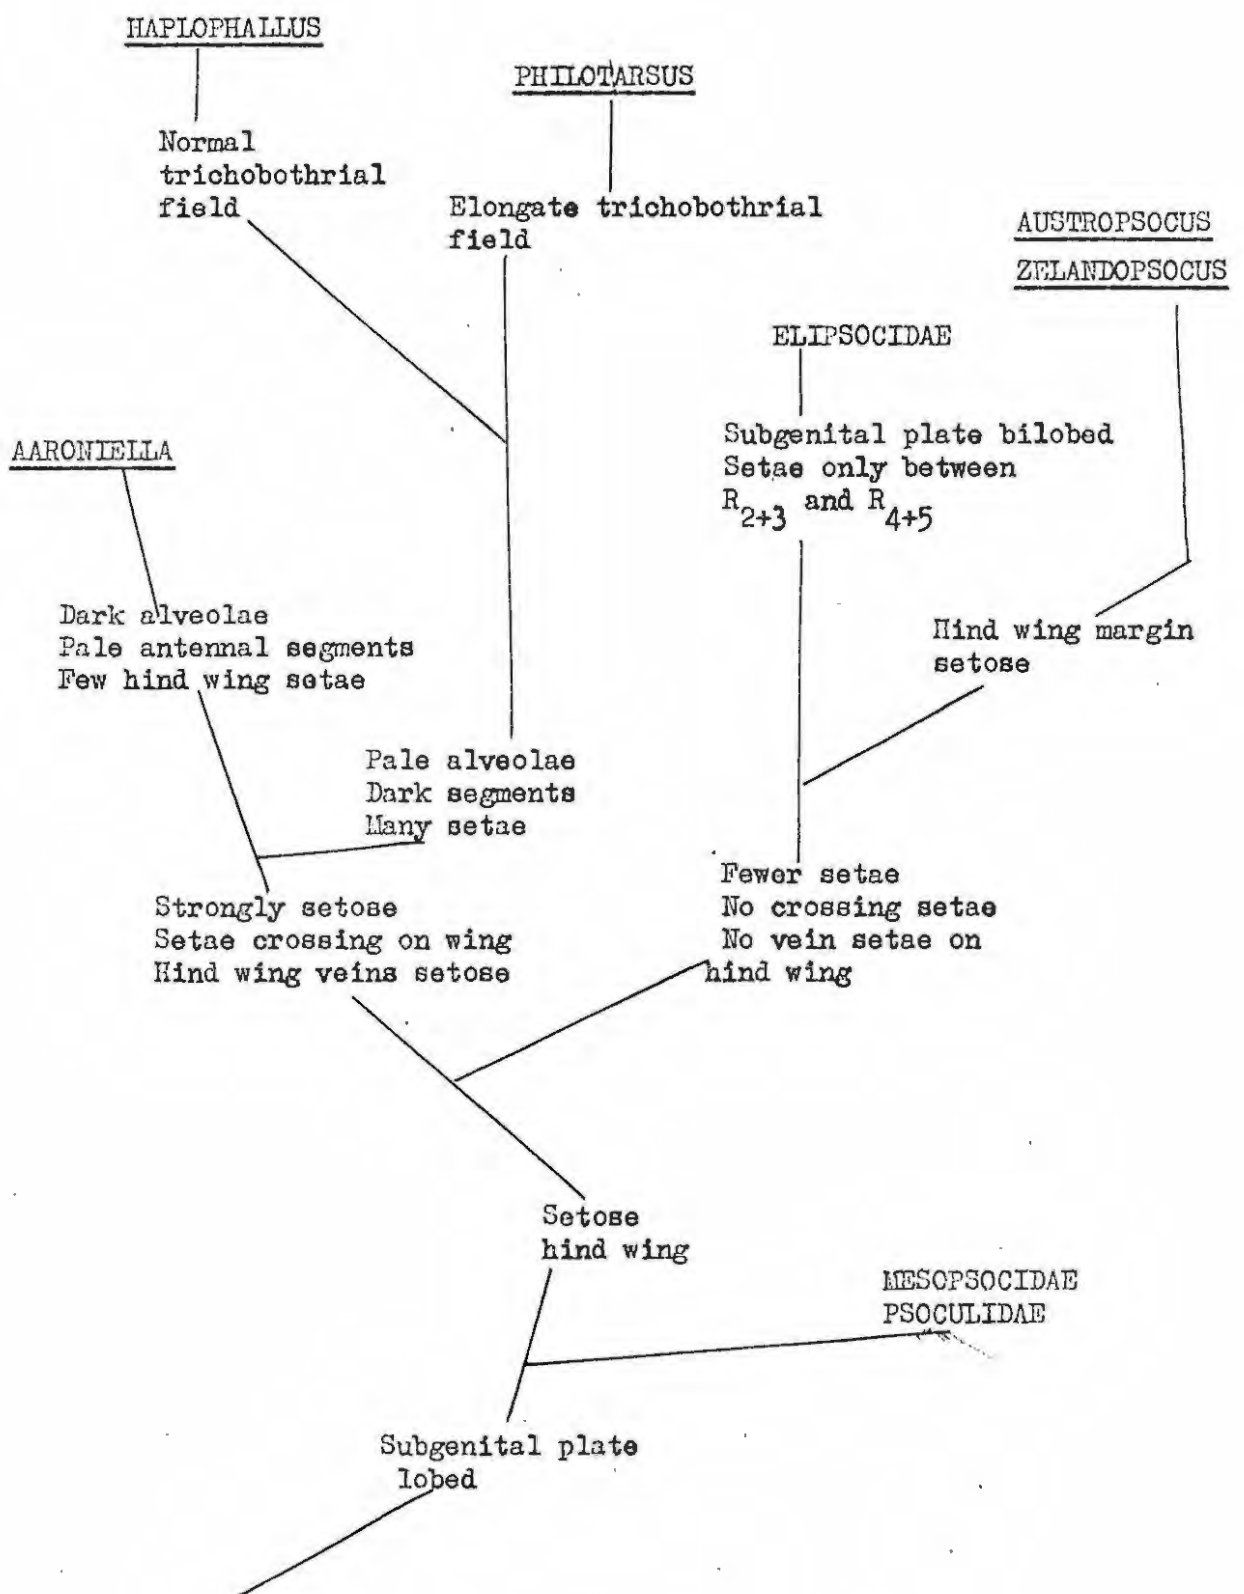 HAPLOPHALLUS
PHILOTARSUS
Normal
trichobothrial
field
Elongate trichobothrial
field
AUSTROPSOCUS
ZELANDOPSOCUS
ELIPSOCIDAE
Subgenital plate bilobed
Setae only between
R2+3 and R4+5
AARONIELLA
Dark alveolae
Pale antennal segments
Few hind wing setae
Hind wing margin
setose
Pale alveolae
Dark segments
Many setae
Fewer setae
No crossing setae
No vein setae on
hind wing
Strongly setose
Setae crossing on wing
Hind wing veins setose
Setose
hind wing
MESOPSOCIDAE
PSOCULIDAE
Subgenital plate
lobed